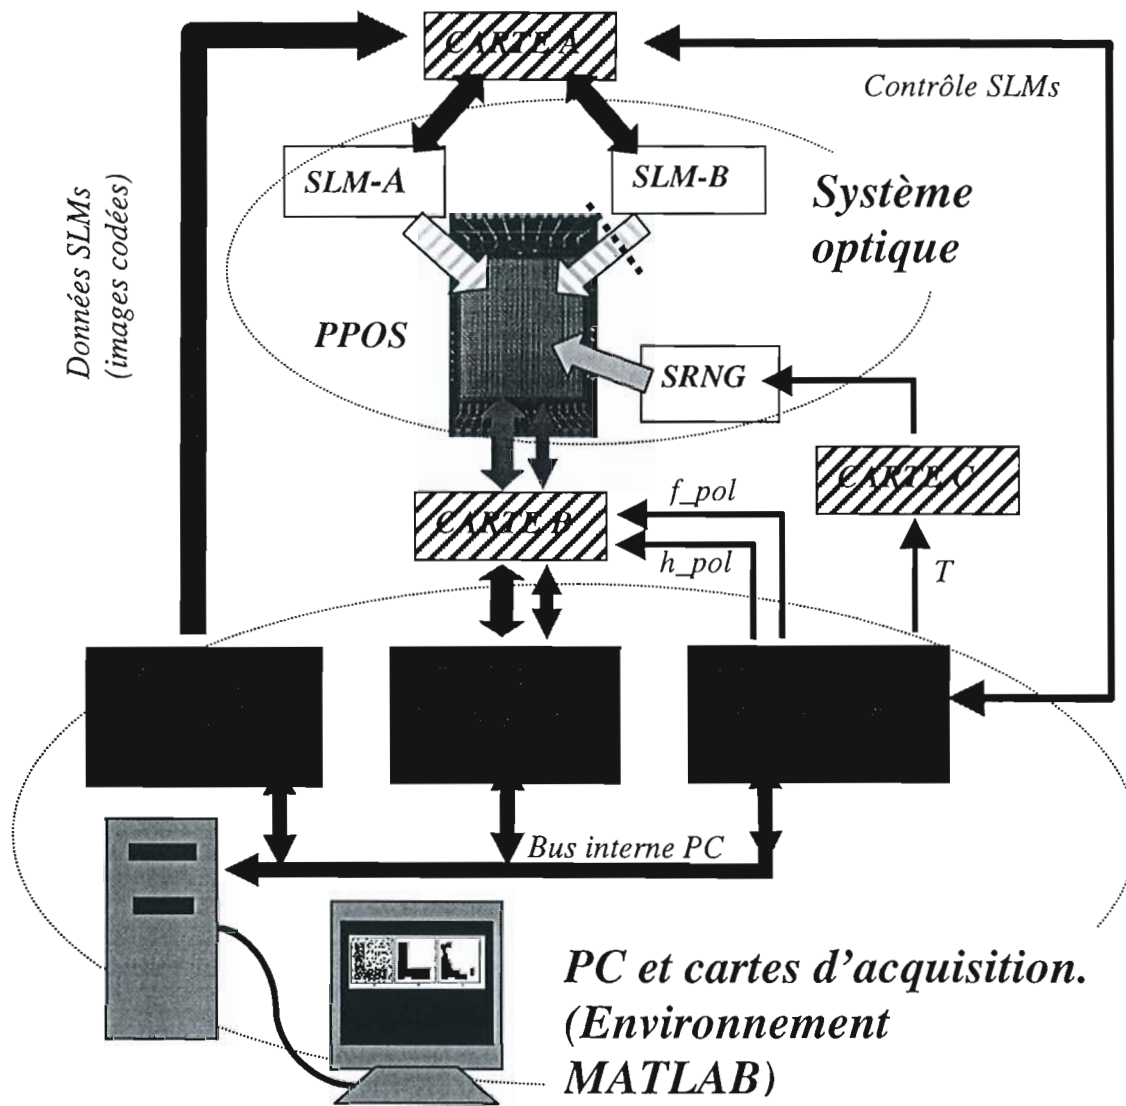 CARTE A
Contrôle SLMs
SLM-A
SLM-B
Système
optique
Données SLMs
(images codées)
PPOS
SRNG
CARTE C
f_pol
CARTE B
h_pol
T
Bus interne PC
PC et cartes d'acquisition.
(Environnement
MATLAB)